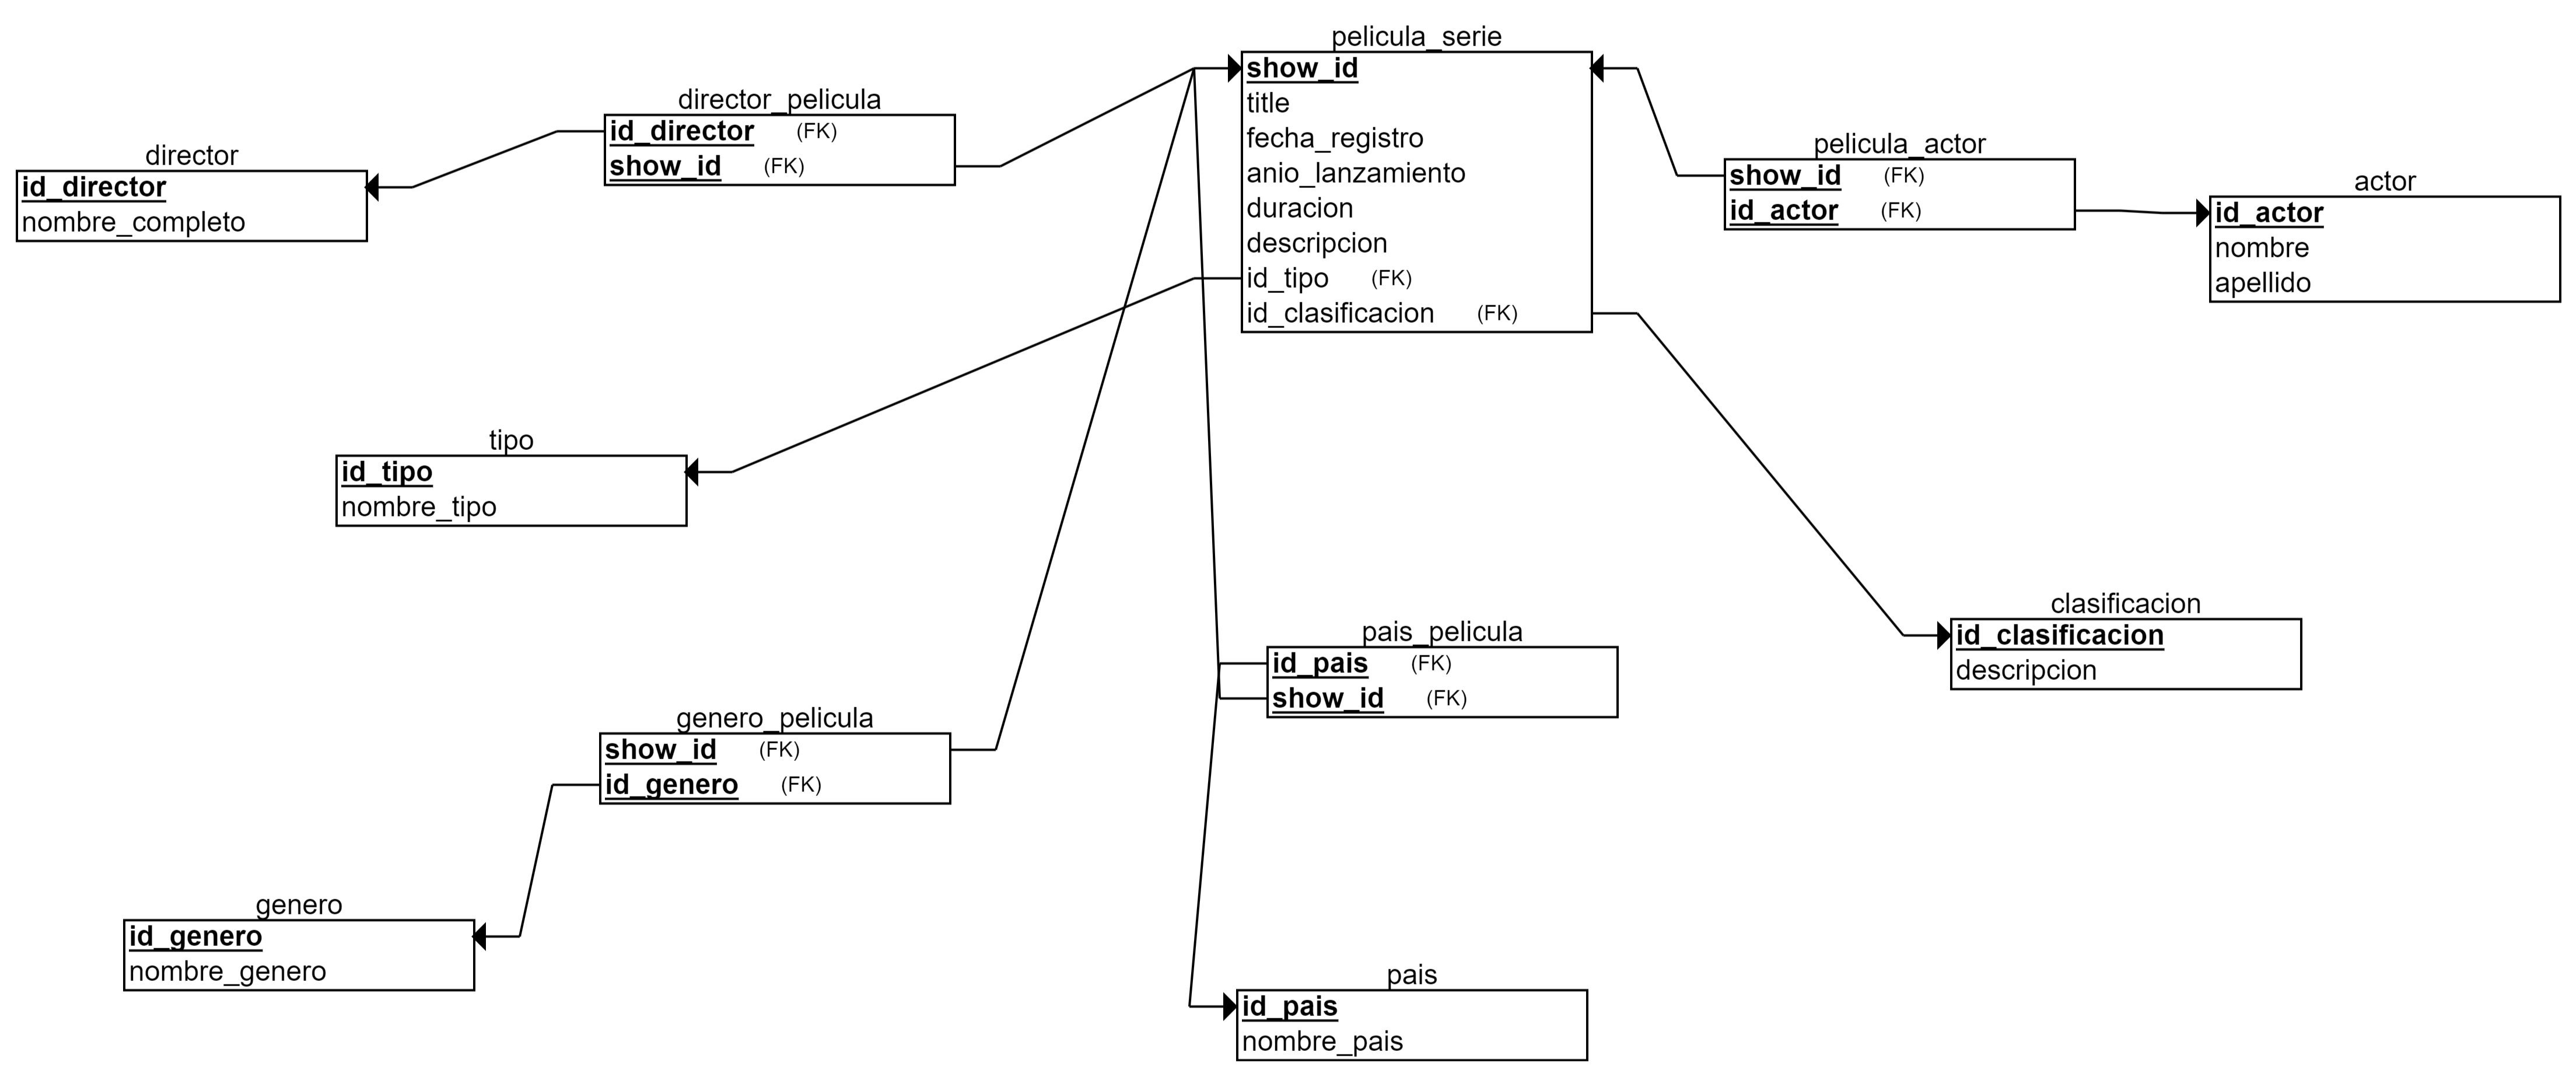 pelicula_serie
show_id
title
fecha_registro
anio_lanzamiento
duracion
descripcion
id_tipo (FK)
id_clasificacion (FK)
director_pelicula
id_director (FK)
show_id (FK)
director
id_director
nombre_completo
pelicula_actor
show_id (FK)
id_actor (FK)
actor
id_actor
nombre
apellido
tipo
id_tipo
nombre_tipo
clasificacion
id_clasificacion
descripcion
pais_pelicula
id_pais (FK)
show_id (FK)
genero_pelicula
show_id (FK)
id_genero (FK)
genero
id_genero
nombre_genero
pais
id_pais
nombre_pais